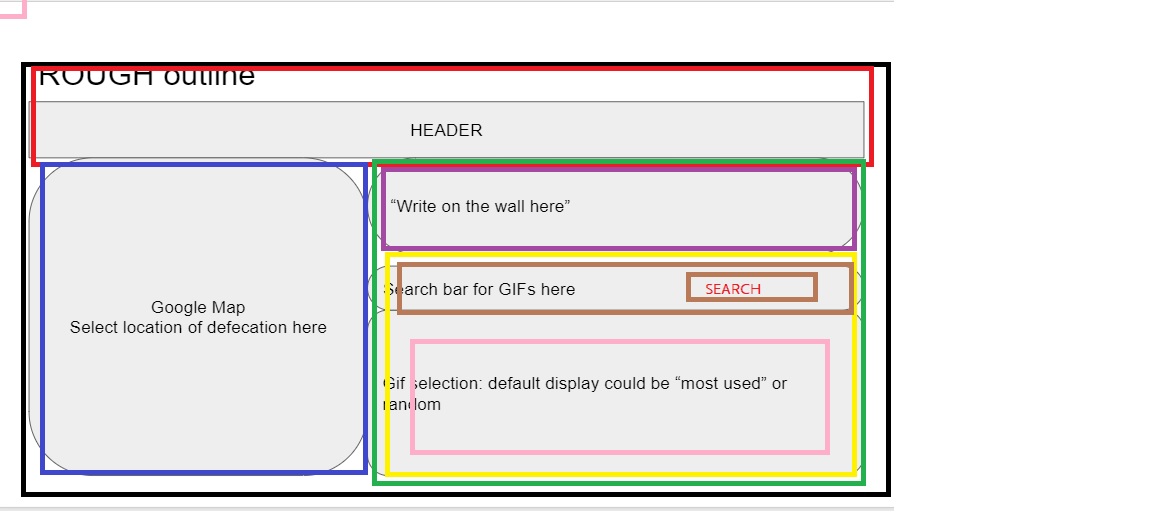 ROUGH outline
HEADER
“Write on the wall here”
Search bar for GIFs here
SEARCH
Google Map
Select location of defecation here
Gif selection: default display could be “most used” or
random